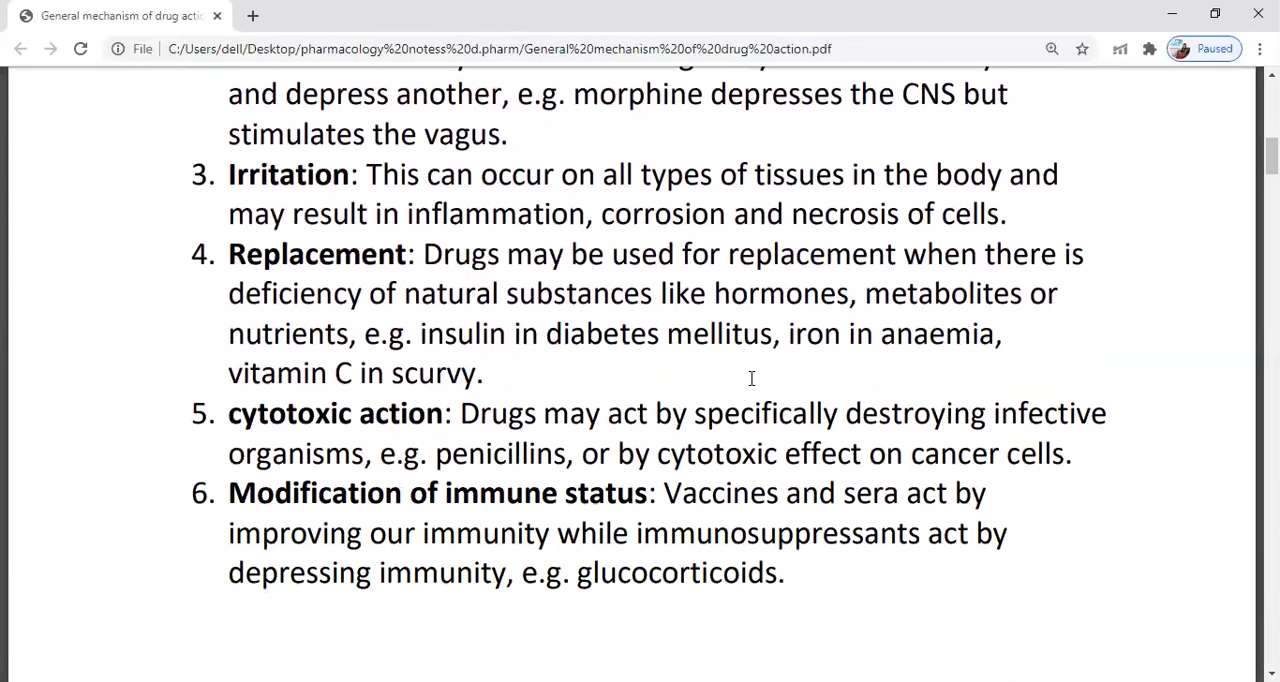 General mechanism of drug actic
File
C:/Users/dell/Desktop/pharmacology%20notess%20d.pharm/General%20mechanism%20of%20drug%20action.pdf
Paused
and depress another, e.g. morphine depresses the CNS but
stimulates the vagus.
3. Irritation: This can occur on all types of tissues in the body and
may result in inflammation, corrosion and necrosis of cells.
4. Replacement: Drugs may be used for replacement when there is
deficiency of natural substances like hormones, metabolites or
nutrients, e.g. insulin in diabetes mellitus, iron in anaemia,
vitamin C in scurvy.
5. cytotoxic action: Drugs may act by specifically destroying infective
organisms, e.g. penicillins, or by cytotoxic effect on cancer cells.
6. Modification of immune status: Vaccines and sera act by
improving our immunity while immunosuppressants act by
depressing immunity, e.g. glucocorticoids.